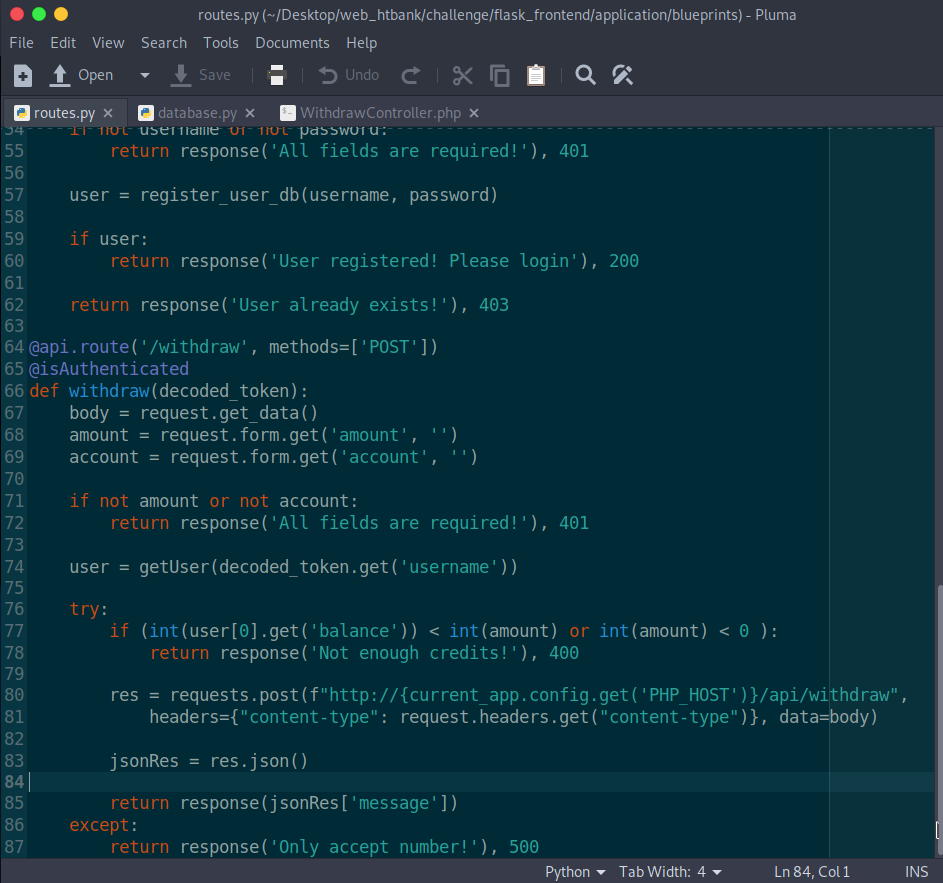 routes.py (~/Desktop/web_htbank/challenge/flask_frontend/application/blueprints) - Pluma
File Edit View Search Tools Documents Help
Open Save Undo
routes.py database.py WithdrawController.php
54     if not username or not password:
55         return response('All fields are required!'), 401
56
57     user = register_user_db(username, password)
58
59     if user:
60         return response('User registered! Please login'), 200
61
62     return response('User already exists!'), 403
63
64 @api.route('/withdraw', methods=['POST'])
65 @isAuthenticated
66 def withdraw(decoded_token):
67     body = request.get_data()
68     amount = request.form.get('amount', '')
69     account = request.form.get('account', '')
70
71     if not amount or not account:
72         return response('All fields are required!'), 401
73
74     user = getUser(decoded_token.get('username'))
75
76     try:
77         if (int(user[0].get('balance')) < int(amount) or int(amount) < 0 ):
78             return response('Not enough credits!'), 400
79
80         res = requests.post(f"http://{current_app.config.get('PHP_HOST')}/api/withdraw",
81             headers={"content-type": request.headers.get("content-type")}, data=body)
82
83         jsonRes = res.json()
84
85         return response(jsonRes['message'])
86     except:
87         return response('Only accept number!'), 500
Python Tab Width: 4 Ln 84, Col 1 INS